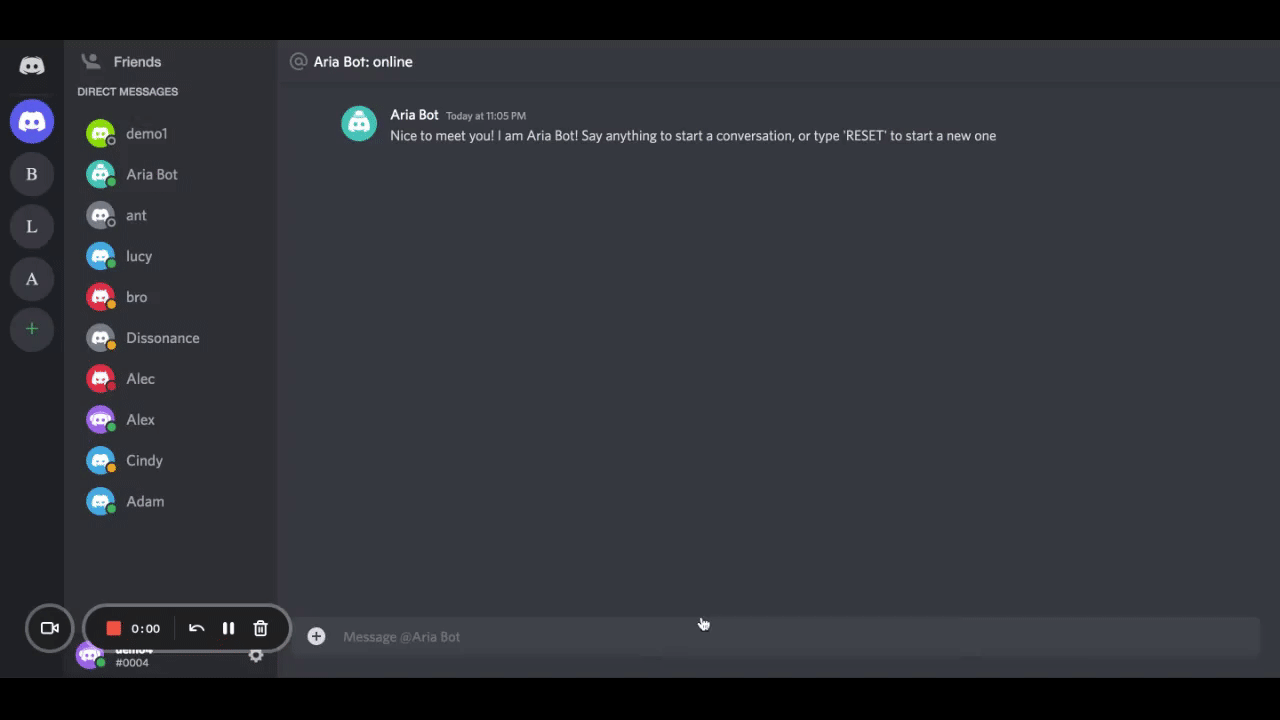 Friends
DIRECT MESSAGES
demo1
Aria Bot
ant
lucy
bro
Dissonance
Alec
Alex
Cindy
Adam
B
L
A
0:00
#0004
@ Aria Bot: online
Aria Bot Today at 11:05 PM
Nice to meet you! I am Aria Bot! Say anything to start a conversation, or type 'RESET' to start a new one
Message @Aria Bot